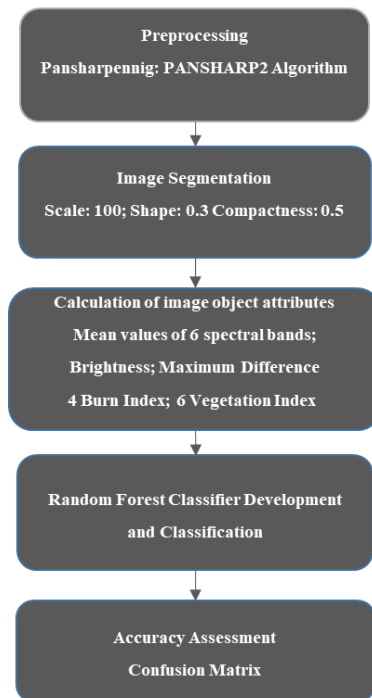 Preprocessing
Pansharpennig: PANSHARP2 Algorithm
Image Segmentation
Scale: 100; Shape: 0.3 Compactness: 0.5
Calculation of image object attributes
Mean values of 6 spectral bands;
Brightness; Maximum Difference
4 Burn Index; 6 Vegetation Index
Random Forest Classifier Development
and Classification
Accuracy Assessment
Confusion Matrix